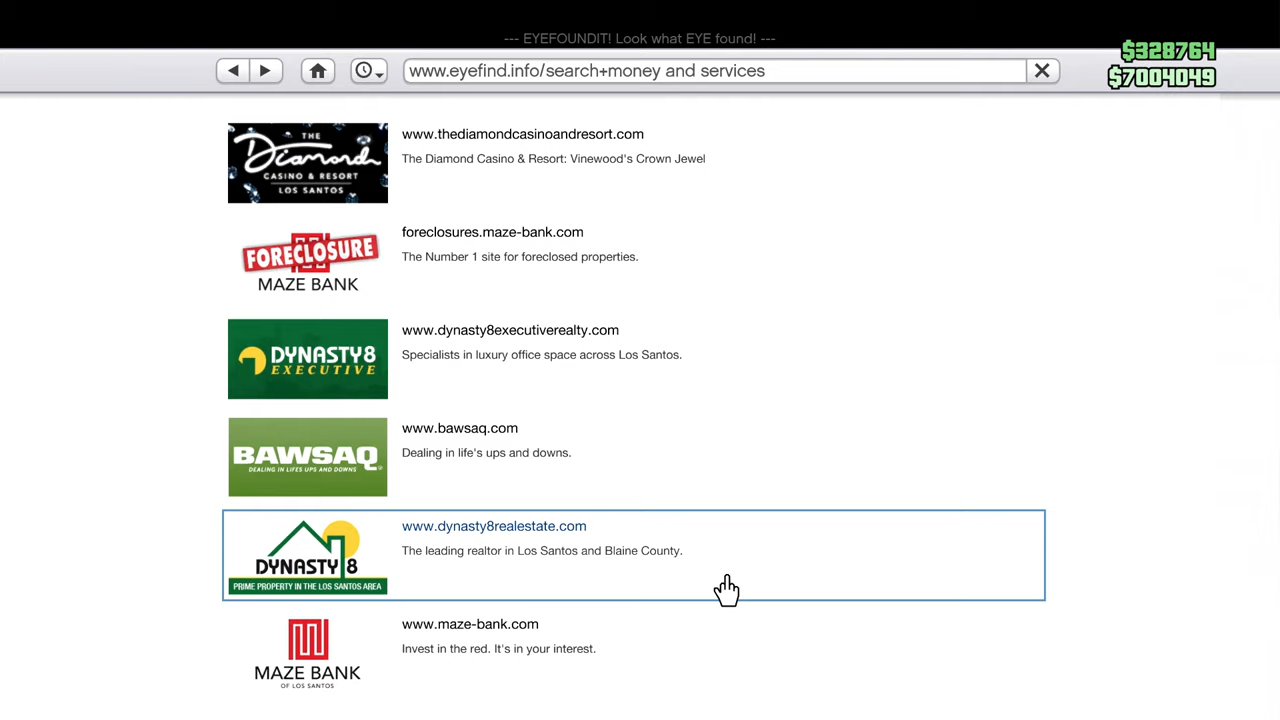 --- EYEFOUNDIT! Look what EYE found! ---
www.eyefind.info/search+money and services
$328764
$7004049
THE
Diamond
CASINO & RESORT
LOS SANTOS
www.thediamondcasinoandresort.com
The Diamond Casino & Resort: Vinewood's Crown Jewel
FORECLOSURE
MAZE BANK
foreclosures.maze-bank.com
The Number 1 site for foreclosed properties.
DYNASTY8
EXECUTIVE
www.dynasty8executiverealty.com
Specialists in luxury office space across Los Santos.
BAWSAQ
DEALING IN LIFE'S UPS AND DOWNS
www.bawsaq.com
Dealing in life's ups and downs.
DYNASTY 8
PRIME PROPERTY IN THE LOS SANTOS AREA
www.dynasty8realestate.com
The leading realtor in Los Santos and Blaine County.
MAZE BANK
OF LOS SANTOS
www.maze-bank.com
Invest in the red. It's in your interest.